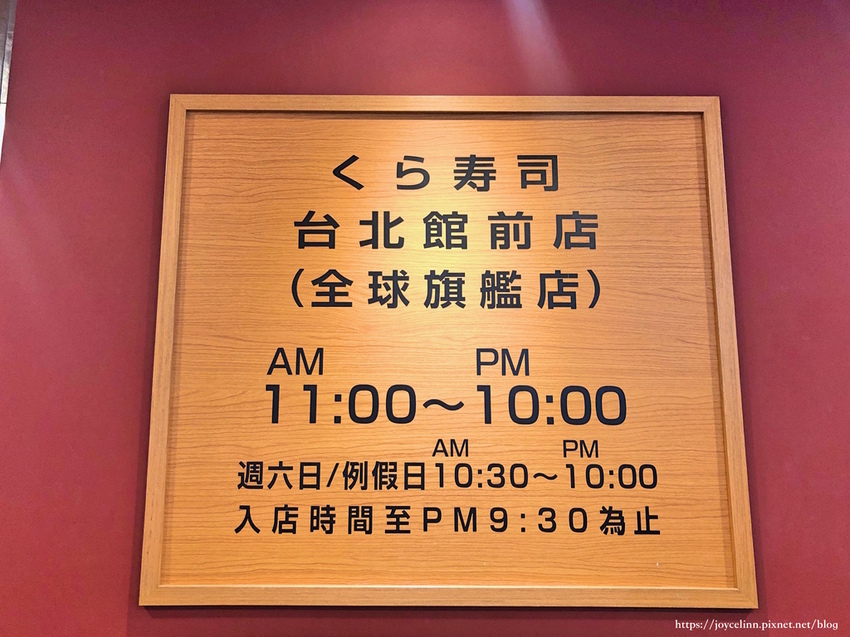 くら寿司
台北館前店
(全球旗艦店)
AM PM
11:00～10:00
AM PM
週六日/例假日10:30～10:00
入店時間至PM9:30為止
https://joycelinn.pixnet.net/blog